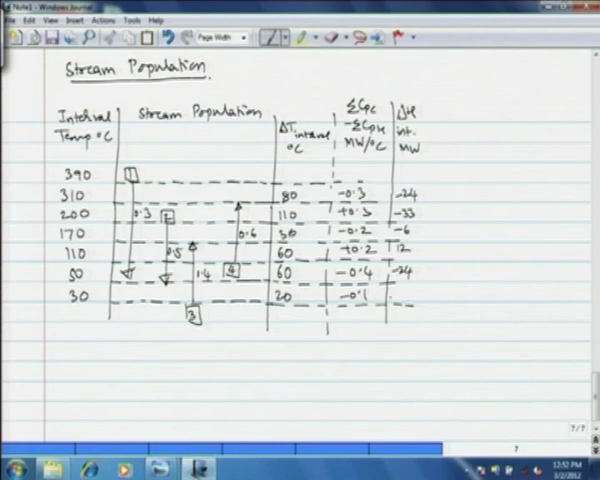 Note1 - Windows Journal
File Edit View Insert Actions Tools Help
Page Width
Stream Population
Interval Temp °C Stream Population ΔT interval °C ΣCpc -ΣCpH MW/°C ΔH int. MW
390 1
310 80 -0.3 -24
200 0.3 2 110 +0.3 -33
170 0.6 30 -0.2 -6
110 0.5 60 +0.2 12
50 1.4 4 60 -0.4 -24
30 3 20 -0.1
7/7
7
12:52 PM
3/2/2012